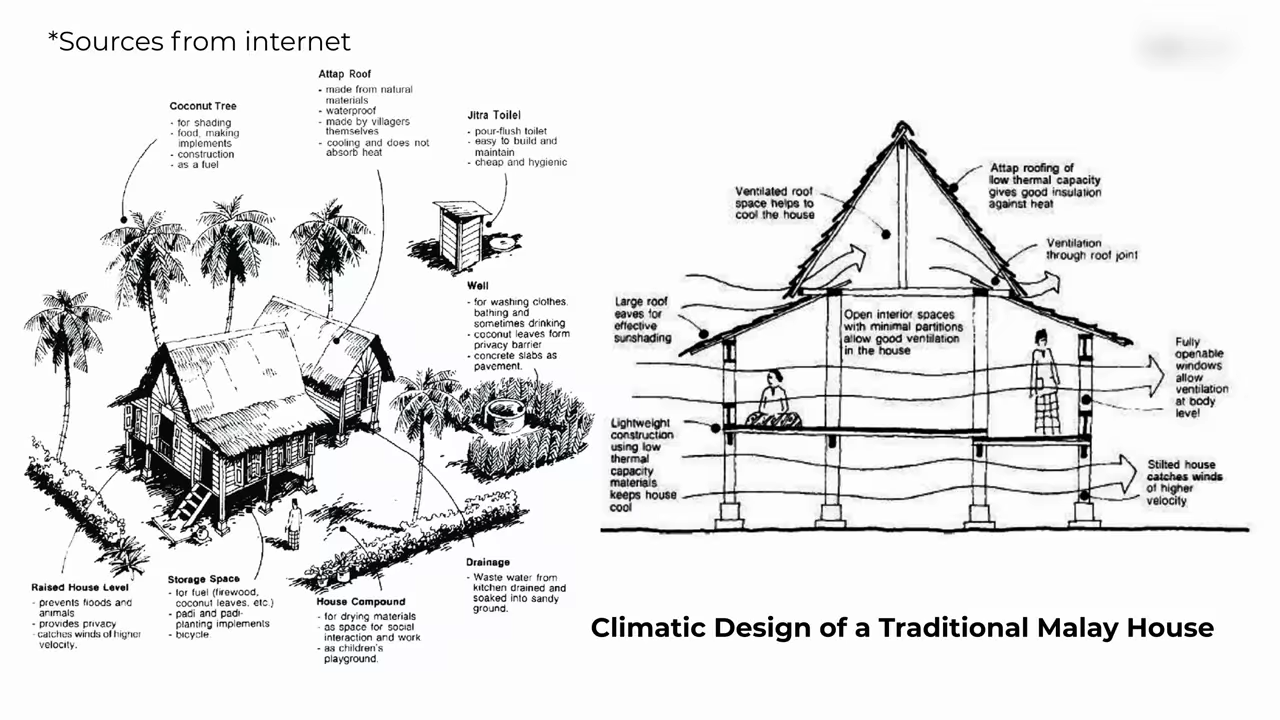 *Sources from internet
Attap Roof
- made from natural
materials
- waterproof
- made by villagers
themselves
- cooling and does not
absorb heat
Coconut Tree
- for shading
- food, making
implements
- construction
- as a fuel
Jitra Toilet
- pour-flush toilet
- easy to build and
maintain
- cheap and hygienic
Well
- for washing clothes,
bathing and
sometimes drinking
- coconut leaves form
privacy barrier
- concrete slabs as
pavement.
Raised House Level
- prevents floods and
animals
- provides privacy
- catches winds of higher
velocity.
Storage Space
- for fuel (firewood,
coconut leaves, etc.)
- padi and padi-
planting implements
- bicycle.
House Compound
- for drying materials
- as space for social
interaction and work
- as children's
playground.
Drainage
- Waste water from
kitchen drained and
soaked into sandy
ground.
Ventilated roof
space helps to
cool the house
Attap roofing of
low thermal capacity
gives good insulation
against heat
Ventilation
through roof joint
Large roof
eaves for
effective
sunshading
Open interior spaces
with minimal partitions
allow good ventilation
in the house
Fully
openable
windows
allow
ventilation
at body
level
Lightweight
construction
using low
thermal
capacity
materials
keeps house
cool
Stilted house
catches winds
of higher
velocity
Climatic Design of a Traditional Malay House